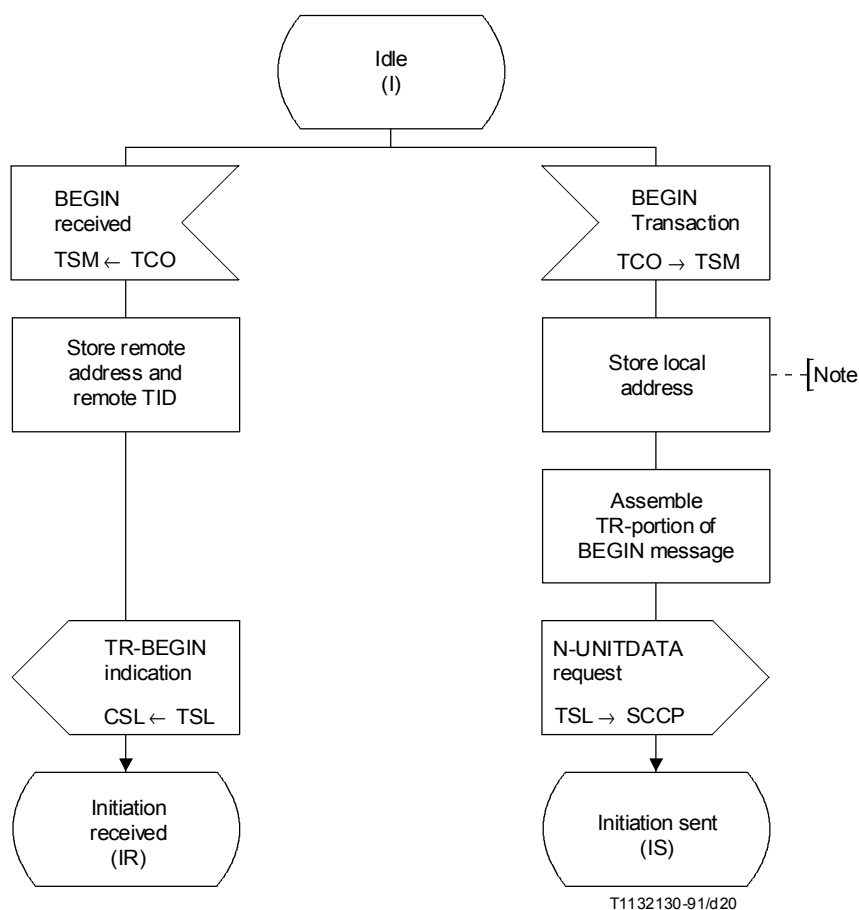 Idle
(I)
BEGIN
received
TSM ← TCO
BEGIN
Transaction
TCO → TSM
Store remote
address and
remote TID
Store local
address
Note
Assemble
TR-portion of
BEGIN message
TR-BEGIN
indication
CSL ← TSL
N-UNITDATA
request
TSL → SCCP
Initiation
received
(IR)
Initiation sent
(IS)
T1132130-91/d20